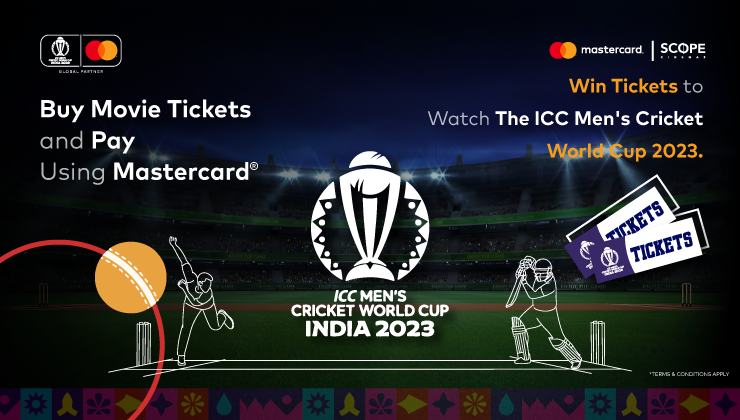 GLOBAL PARTNER
mastercard.
SCOPE
CINEMAS
Buy Movie Tickets
and Pay
Using Mastercard®
Win Tickets to
Watch The ICC Men's Cricket
World Cup 2023.
TICKETS
TICKETS
ICC MEN'S
CRICKET WORLD CUP
INDIA 2023
*TERMS & CONDITIONS APPLY